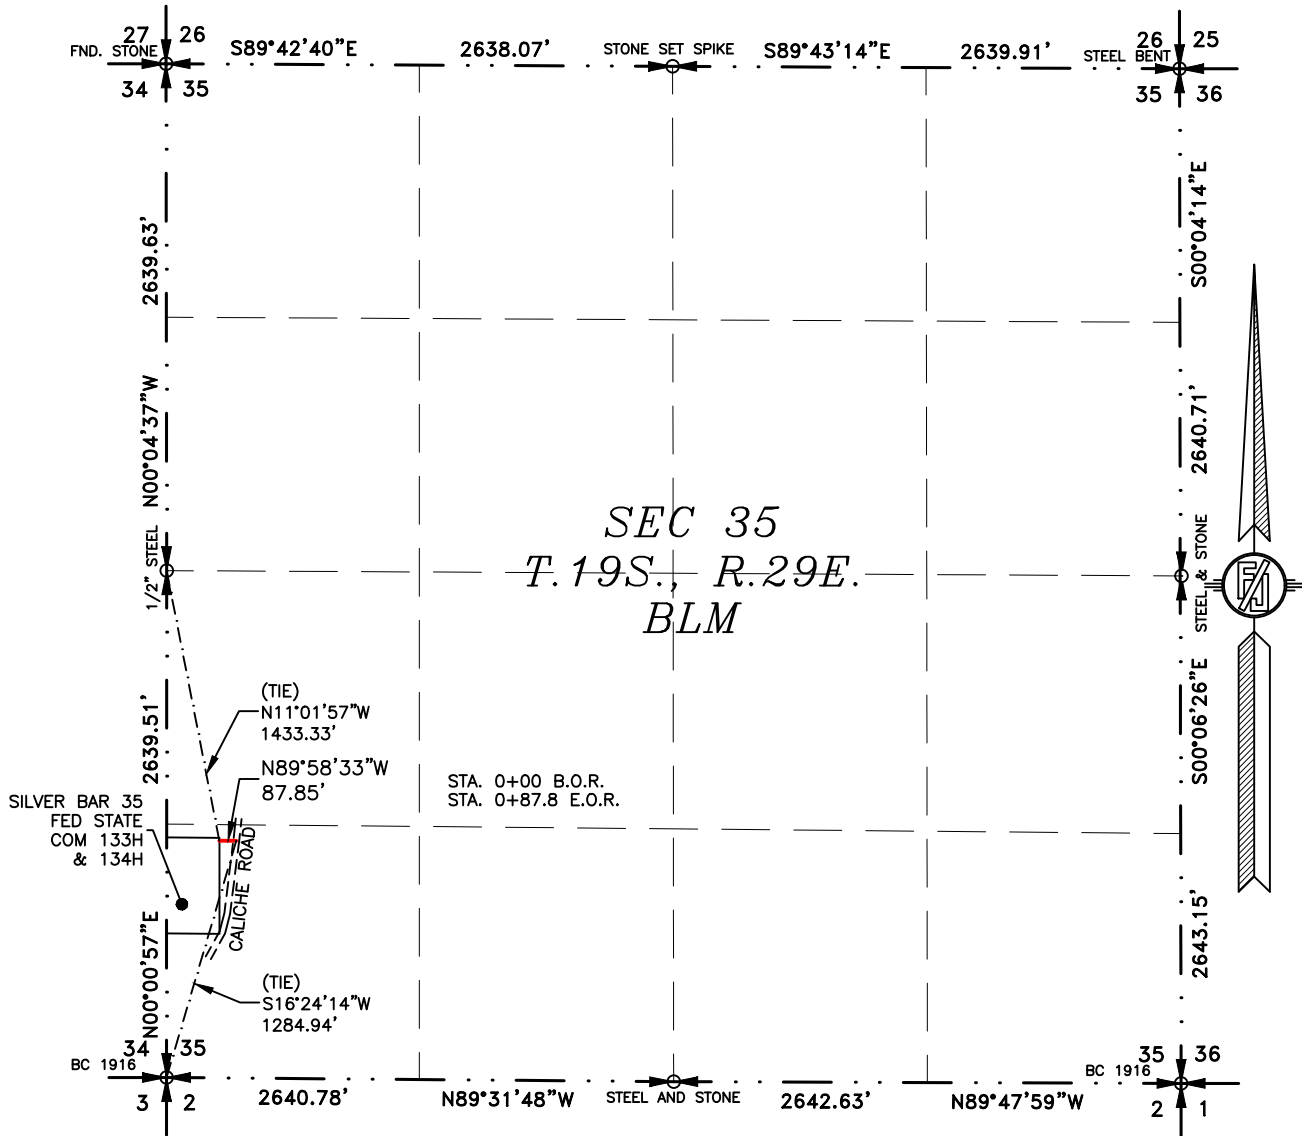 27 26
FND. STONE
34 35
S89°42'40"E
2638.07'
STONE SET SPIKE
S89°43'14"E
2639.91'
26 25
STEEL BENT
35 36
2639.63'
N00°04'37"W
1/2" STEEL
2639.51'
N00°00'57"E
S00°04'14"E
2640.71'
STEEL & STONE
S00°06'26"E
2643.15'
SEC 35
T.19S., R.29E.
BLM
FJ
(TIE)
N11°01'57"W
1433.33'
N89°58'33"W
87.85'
STA. 0+00 B.O.R.
STA. 0+87.8 E.O.R.
SILVER BAR 35
FED STATE
COM 133H
& 134H
CALICHE ROAD
(TIE)
S16°24'14"W
1284.94'
34 35
BC 1916
3 2
2640.78'
N89°31'48"W
STEEL AND STONE
2642.63'
N89°47'59"W
35 36
BC 1916
2 1